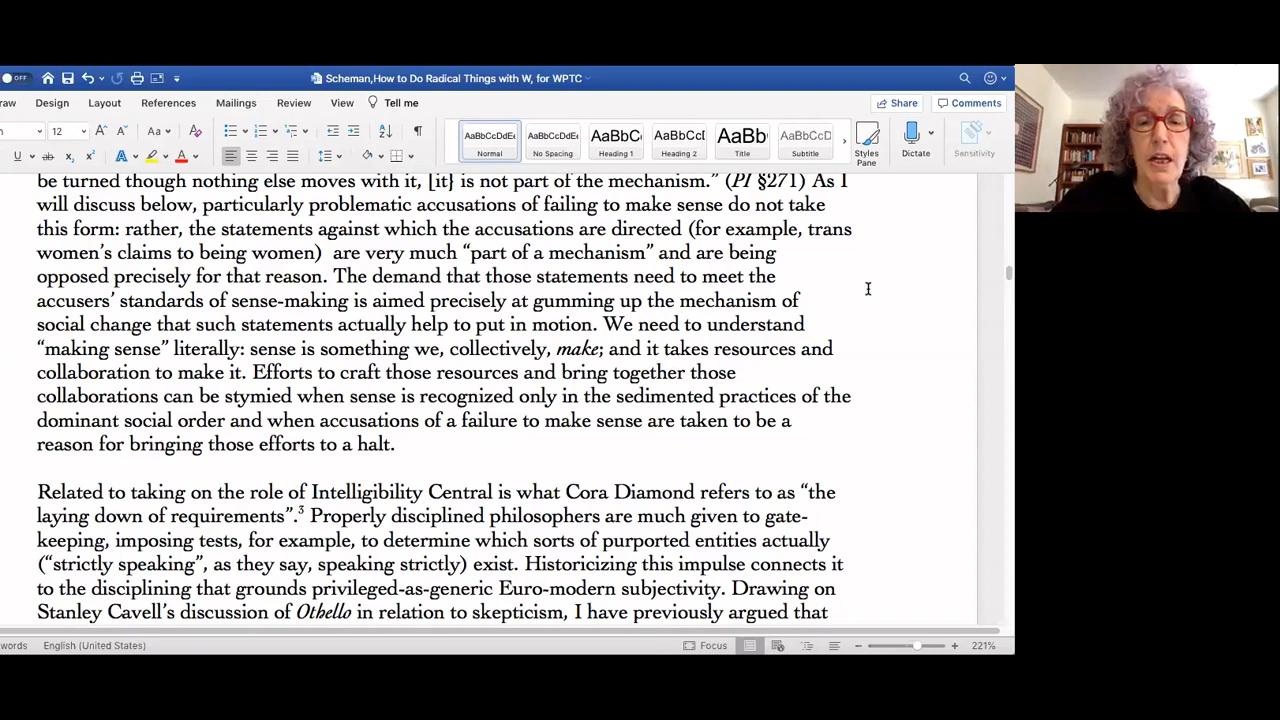 OFF
Scheman,How to Do Radical Things with W, for WPTC
raw Design Layout References Mailings Review View Tell me Share Comments
12 Aa AaBbCcDdEe AaBbCcDdEe AaBbC AaBbCcD AaBb AaBbCcD
Normal No Spacing Heading 1 Heading 2 Title Subtitle Styles Pane Dictate Sensitivity
be turned though nothing else moves with it, [it} is not part of the mechanism.” (PI §271) As I
will discuss below, particularly problematic accusations of failing to make sense do not take
this form: rather, the statements against which the accusations are directed (for example, trans
women’s claims to being women)  are very much “part of a mechanism” and are being
opposed precisely for that reason. The demand that those statements need to meet the
accusers’ standards of sense-making is aimed precisely at gumming up the mechanism of
social change that such statements actually help to put in motion. We need to understand
“making sense” literally: sense is something we, collectively, make; and it takes resources and
collaboration to make it. Efforts to craft those resources and bring together those
collaborations can be stymied when sense is recognized only in the sedimented practices of the
dominant social order and when accusations of a failure to make sense are taken to be a
reason for bringing those efforts to a halt.
Related to taking on the role of Intelligibility Central is what Cora Diamond refers to as “the
laying down of requirements”.³ Properly disciplined philosophers are much given to gate-
keeping, imposing tests, for example, to determine which sorts of purported entities actually
(“strictly speaking”, as they say, speaking strictly) exist. Historicizing this impulse connects it
to the disciplining that grounds privileged-as-generic Euro-modern subjectivity. Drawing on
Stanley Cavell’s discussion of Othello in relation to skepticism, I have previously argued that
words English (United States) Focus 221%